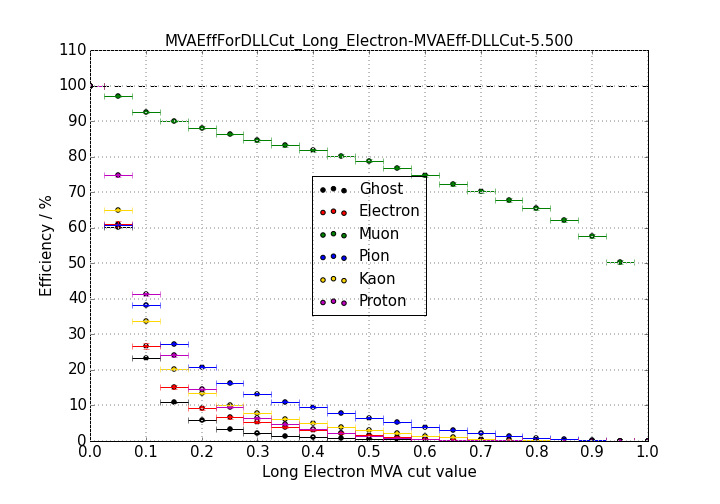 MVAEffForDLLCut_Long_Electron-MVAEff-DLLCut-5.500
110
100
90
80
70
60
50
40
30
20
10
0
Efficiency / %
Ghost
Electron
Muon
Pion
Kaon
Proton
0.0 0.1 0.2 0.3 0.4 0.5 0.6 0.7 0.8 0.9 1.0
Long Electron MVA cut value